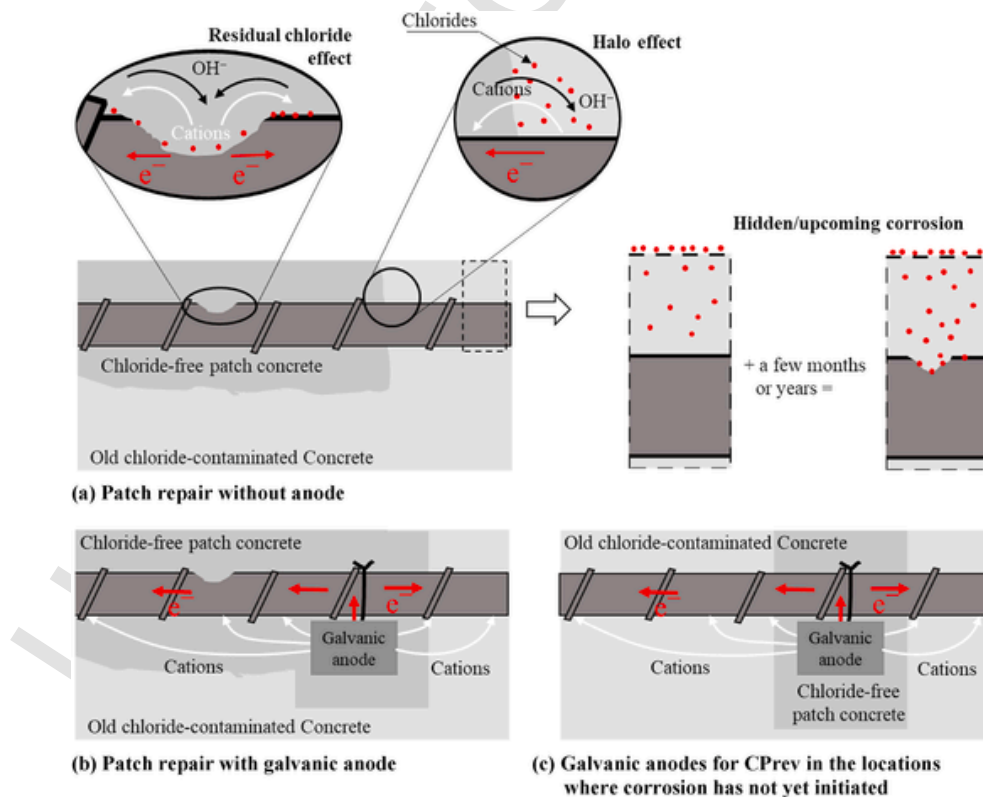 Residual chloride
effect
OH⁻
Cations
e⁻ e⁻
Chlorides
Halo effect
Cations
OH⁻
e⁻
Chloride-free patch concrete
Old chloride-contaminated Concrete
(a) Patch repair without anode
Hidden/upcoming corrosion
+ a few months
or years =
Chloride-free patch concrete
e⁻ e⁻
Galvanic
anode
Cations Cations
Old chloride-contaminated Concrete
(b) Patch repair with galvanic anode
Old chloride-contaminated Concrete
e⁻ e⁻
Galvanic
anode
Cations
Chloride-free
patch concrete
(c) Galvanic anodes for CPrev in the locations
where corrosion has not yet initiated